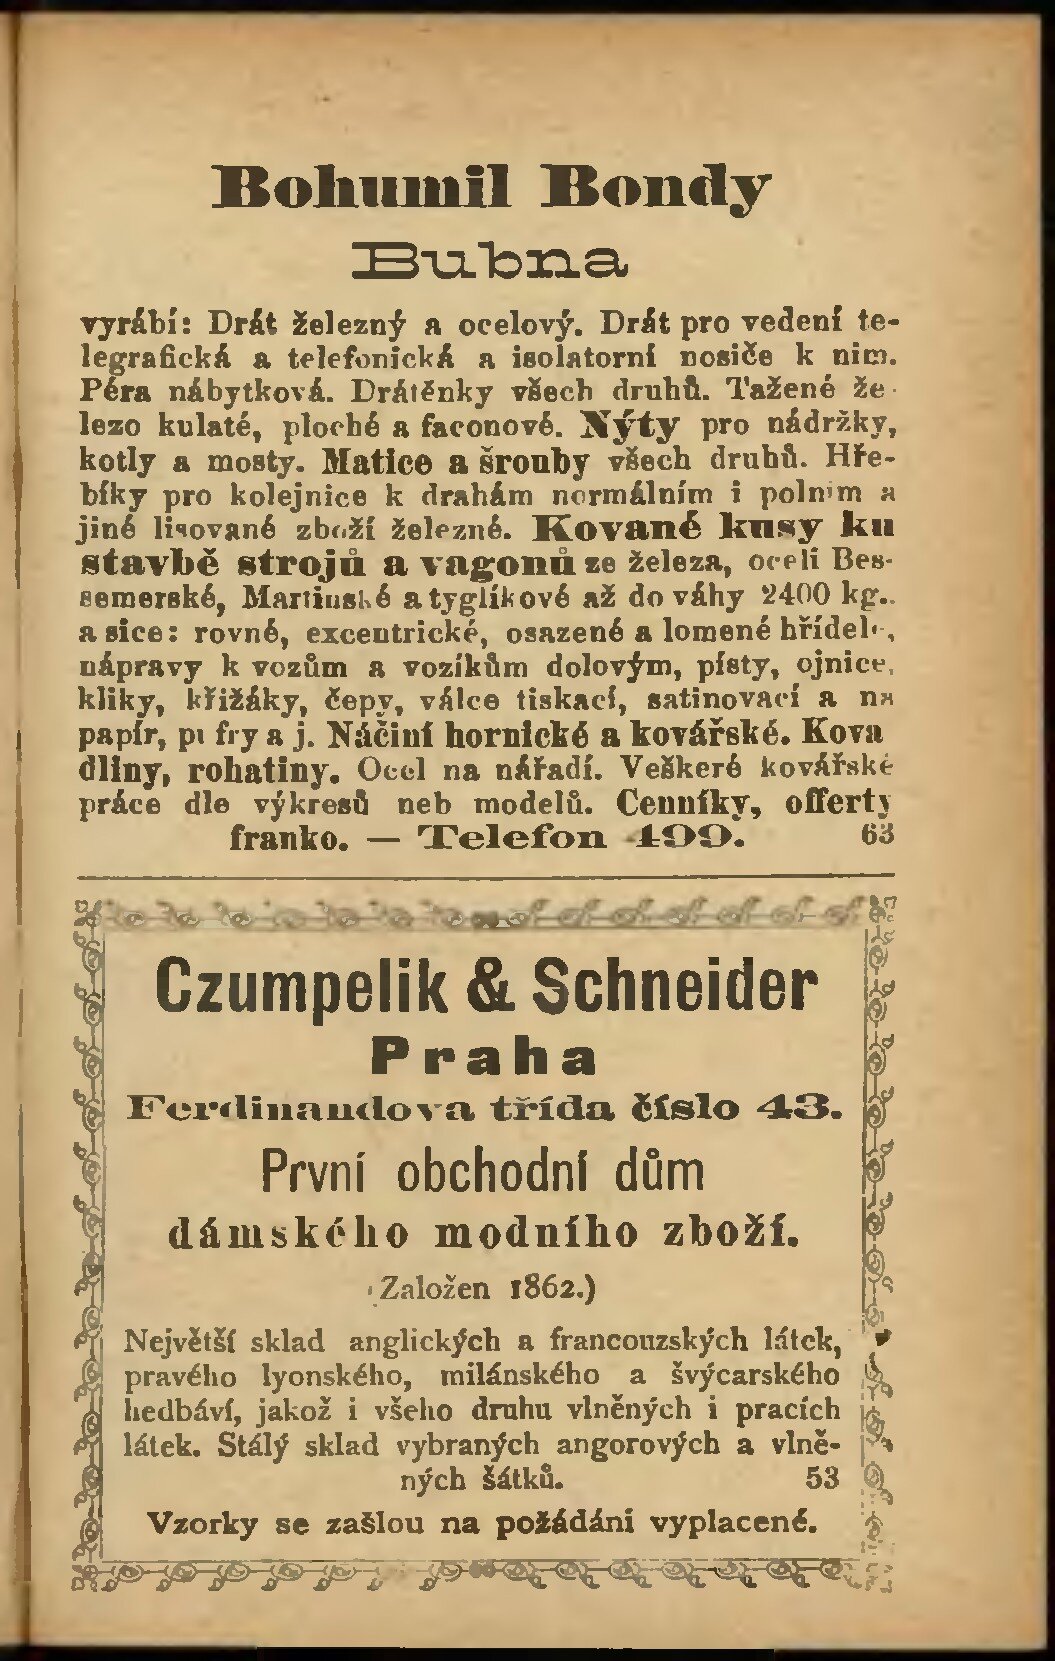 Bohumil Bondy
Bubna
vyrábí: Drát železný a ocelový. Drát pro vedení te-
legrafická a telefonická a isolatorní nosiče k nim.
Péra nábytková. Drátěnky všech druhů. Tažené že-
lezo kulaté, ploché a faconové. Nýty pro nádržky,
kotly a mosty. Matice a šrouby všech druhů. Hře-
bíky pro kolejnice k drahám normálním i polním a
jiné lisované zboží železné. Kované kusy ku
stavbě strojů a vagonů ze železa, oceli Bes-
semerské, Martinské a tyglíkové až do váhy 2400 kg.
a sice: rovné, excentrické, osazené a lomené hřídele,
nápravy k vozům a vozíkům dolovým, písty, ojnice,
kliky, křižáky, čepy, válce tiskací, satinovací a na
papír, a j. Náčiní hornické a kovářské. Kova
dliny, rohatiny. Ocel na nářadí. Veškeré kovářské
práce dle výkresů neb modelů. Cenníky, offerty
franko. — Telefon 499. 63
Czumpelik & Schneider
Praha
Ferdinandova třída číslo 43.
První obchodní dům
dámského modního zboží.
(Založen 1862.)
Největší sklad anglických a francouzských látek,
pravého lyonského, milánského a švýcarského
hedbáví, jakož i všeho druhu vlněných i pracích
látek. Stálý sklad vybraných angorových a vlně-
ných šátků. 53
Vzorky se zašlou na požádání vyplacené.